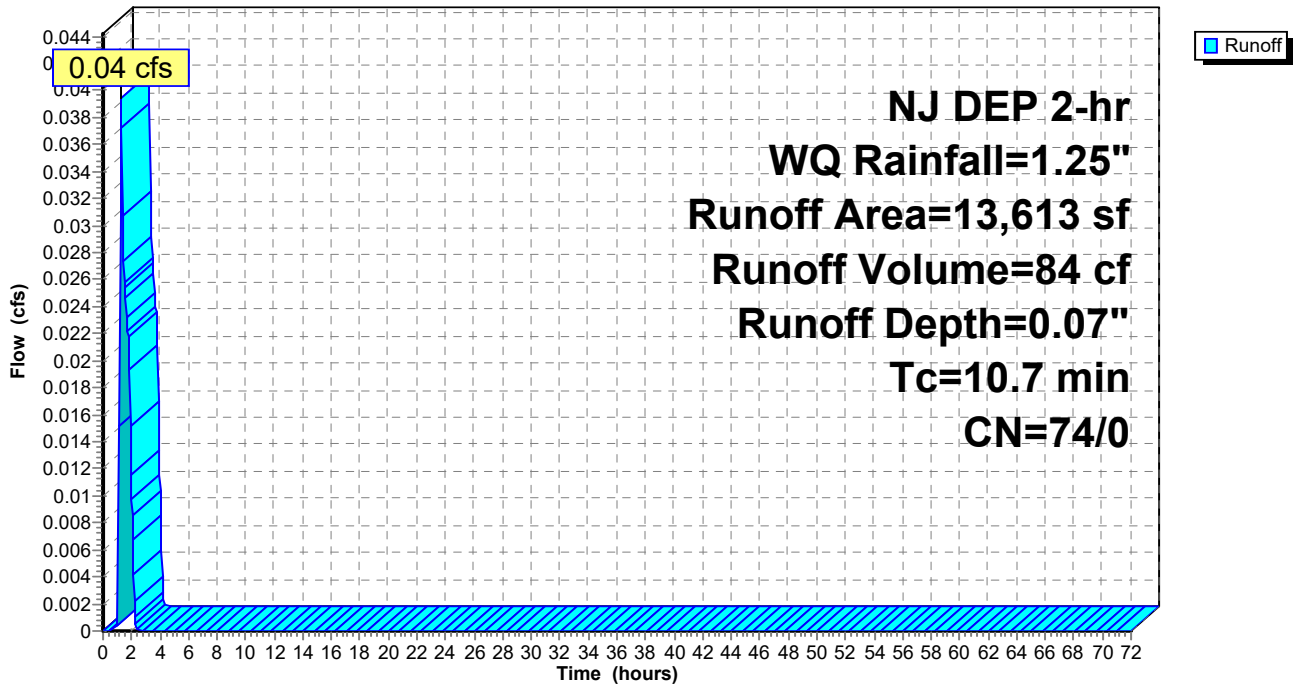 Runoff
0.044
0.04 cfs
0.04
0.038
0.036
0.034
0.032
0.03
0.028
0.026
0.024
0.022
0.02
0.018
0.016
0.014
0.012
0.01
0.008
0.006
0.004
0.002
0
Flow (cfs)
NJ DEP 2-hr
WQ Rainfall=1.25"
Runoff Area=13,613 sf
Runoff Volume=84 cf
Runoff Depth=0.07"
Tc=10.7 min
CN=74/0
0 2 4 6 8 10 12 14 16 18 20 22 24 26 28 30 32 34 36 38 40 42 44 46 48 50 52 54 56 58 60 62 64 66 68 70 72
Time (hours)